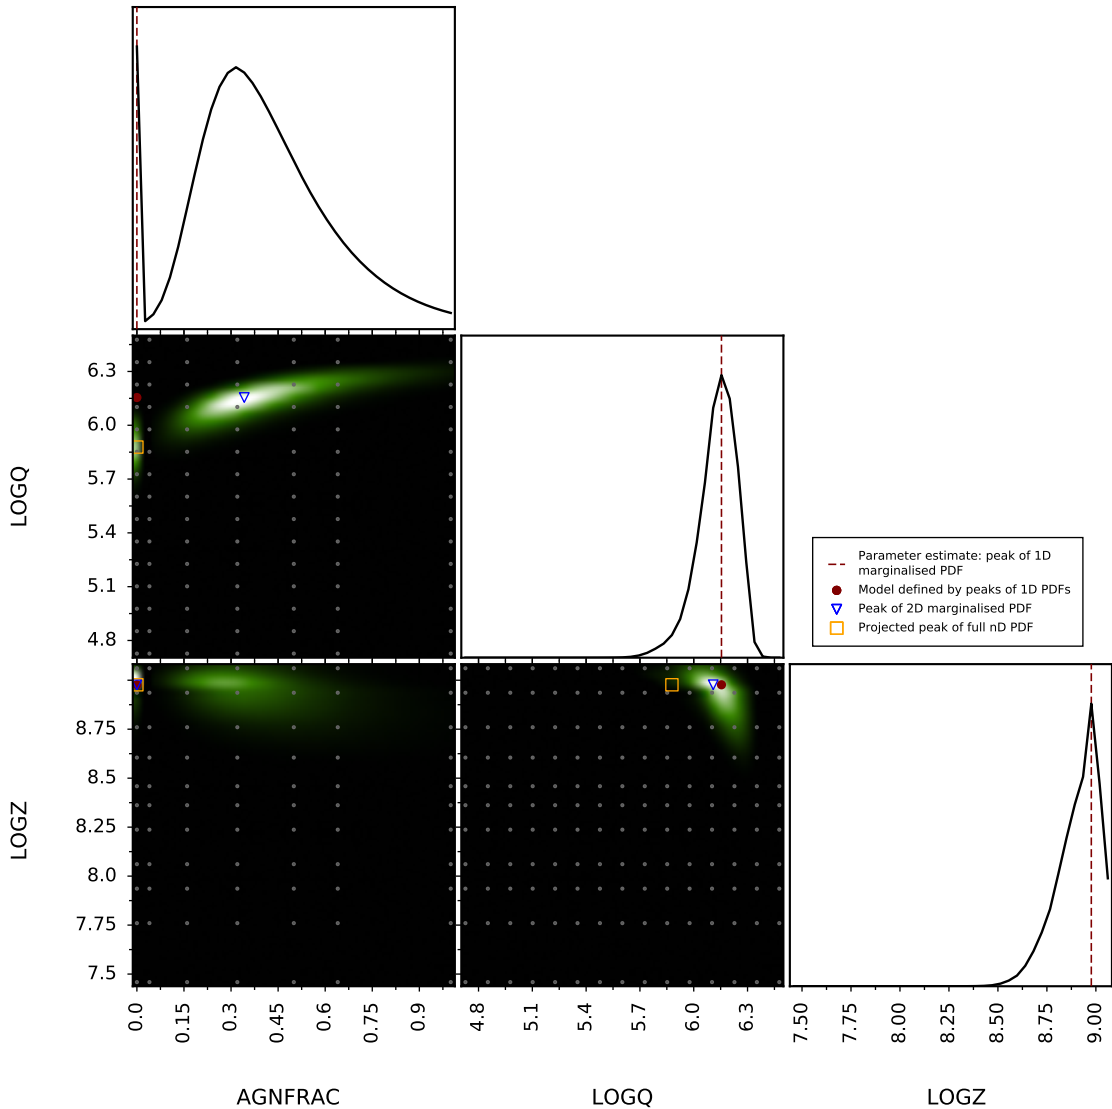 6.3
6.0
5.7
5.4
5.1
4.8
LOGQ
Parameter estimate: peak of 1D
marginalised PDF
Model defined by peaks of 1D PDFs
Peak of 2D marginalised PDF
Projected peak of full nD PDF
8.75
8.5
8.25
8.0
7.75
7.5
LOGZ
0.0 0.15 0.3 0.45 0.6 0.75 0.9
4.8 5.1 5.4 5.7 6.0 6.3
7.50 7.75 8.00 8.25 8.50 8.75 9.00
AGNFRAC
LOGQ
LOGZ